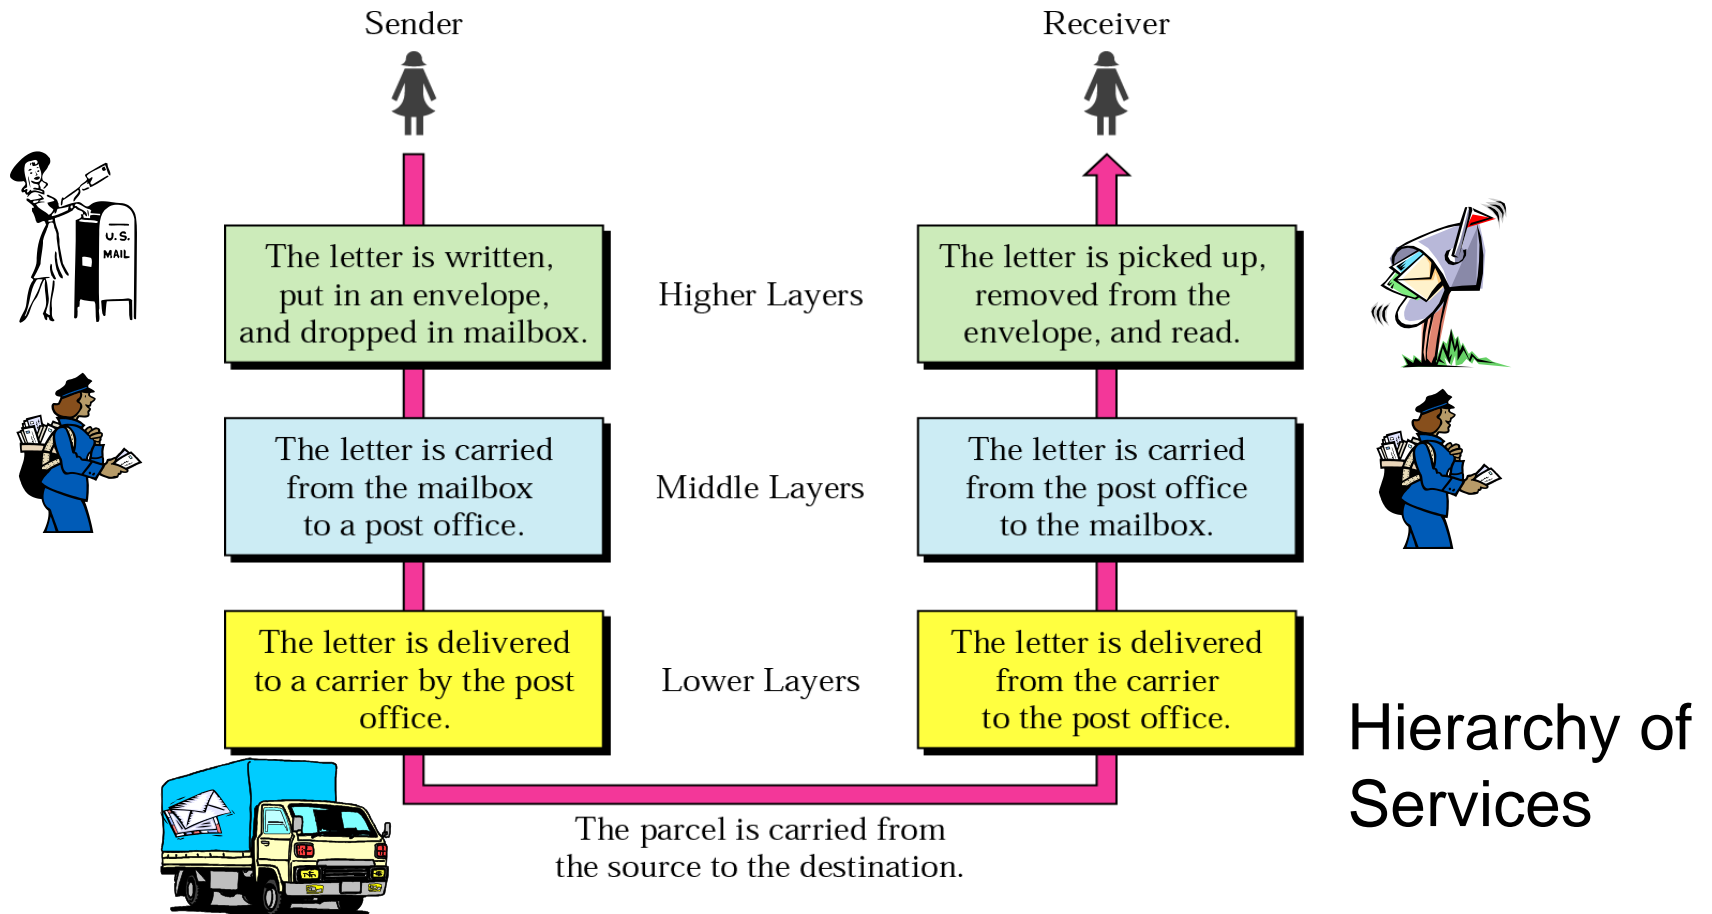 Sender
Receiver
U.S.
MAIL
The letter is written,
put in an envelope,
and dropped in mailbox.
Higher Layers
The letter is picked up,
removed from the
envelope, and read.
The letter is carried
from the mailbox
to a post office.
Middle Layers
The letter is carried
from the post office
to the mailbox.
The letter is delivered
to a carrier by the post
office.
Lower Layers
The letter is delivered
from the carrier
to the post office.
Hierarchy of
Services
The parcel is carried from
the source to the destination.